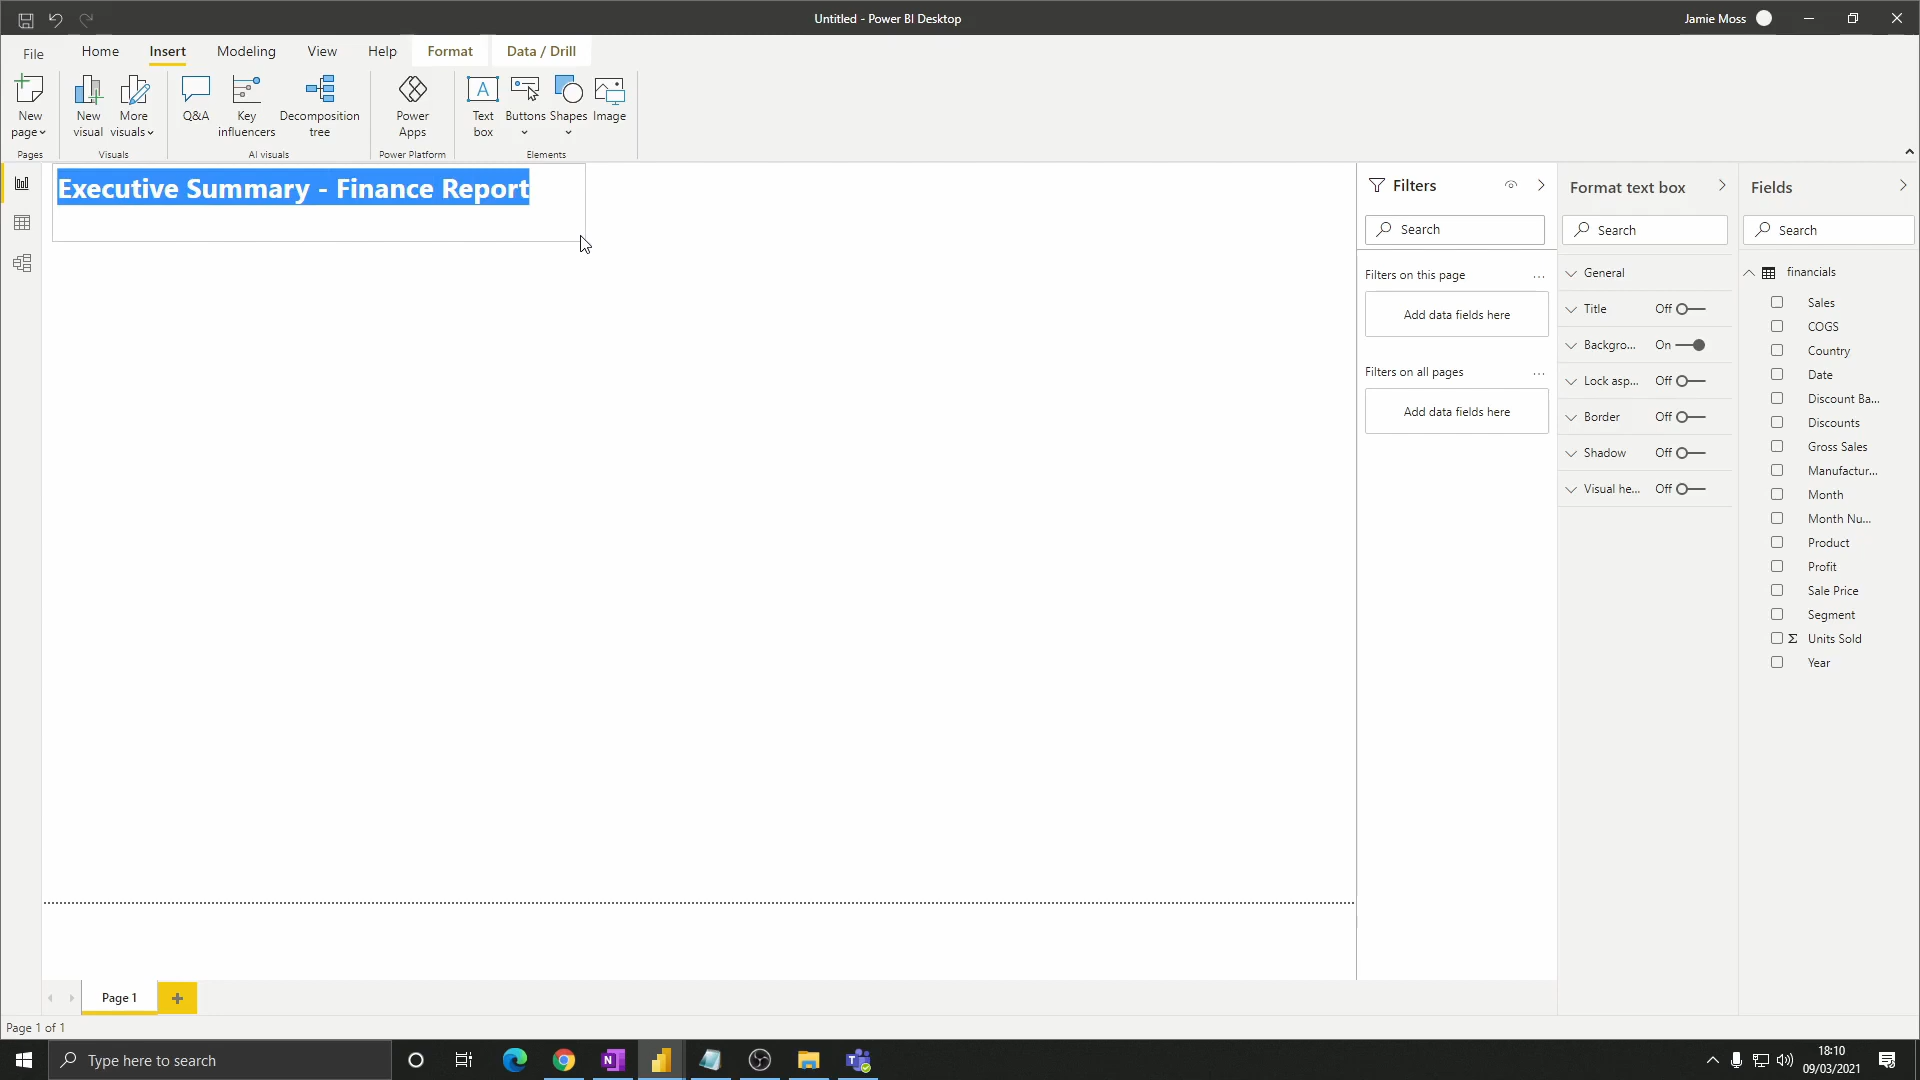 Untitled - Power BI Desktop
Jamie Moss
File
Home
Insert
Modeling
View
Help
Format
Data / Drill
New page
New visual
More visuals
Q&A
Key influencers
Decomposition tree
Power Apps
Text box
Buttons
Shapes
Image
Pages
Visuals
AI visuals
Power Platform
Elements
Executive Summary - Finance Report
Filters
Search
Filters on this page
...
Add data fields here
Filters on all pages
...
Add data fields here
Format text box
Search
General
Title Off
Backgro... On
Lock asp... Off
Border Off
Shadow Off
Visual he... Off
Fields
Search
financials
Sales
COGS
Country
Date
Discount Ba...
Discounts
Gross Sales
Manufactur...
Month
Month Nu...
Product
Profit
Sale Price
Segment
Σ Units Sold
Year
Page 1
+
Page 1 of 1
Type here to search
18:10
09/03/2021